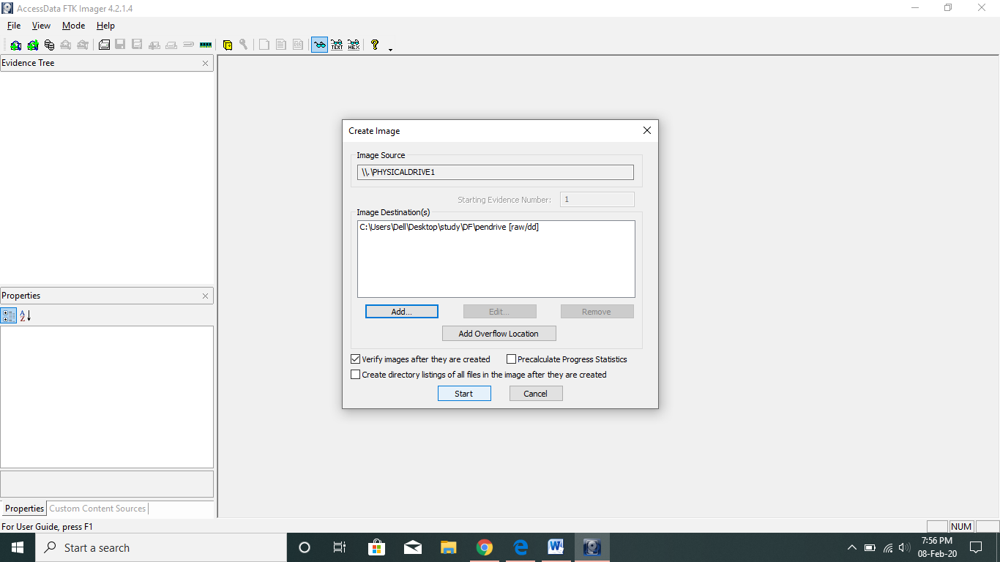 AccessData FTK Imager 4.2.1.4
File View Mode Help
TEXT HEX
DIR
?
Evidence Tree
Create Image
Image Source
\\.\PHYSICALDRIVE1
Starting Evidence Number: 1
Image Destination(s)
C:\Users\Dell\Desktop\study\DF\pendrive [raw/dd]
Properties
A
Z
Add... Edit... Remove
Add Overflow Location
Verify images after they are created Precalculate Progress Statistics
Create directory listings of all files in the image after they are created
Start Cancel
Properties Custom Content Sources
For User Guide, press F1
NUM
Start a search
W
7:56 PM
08-Feb-20